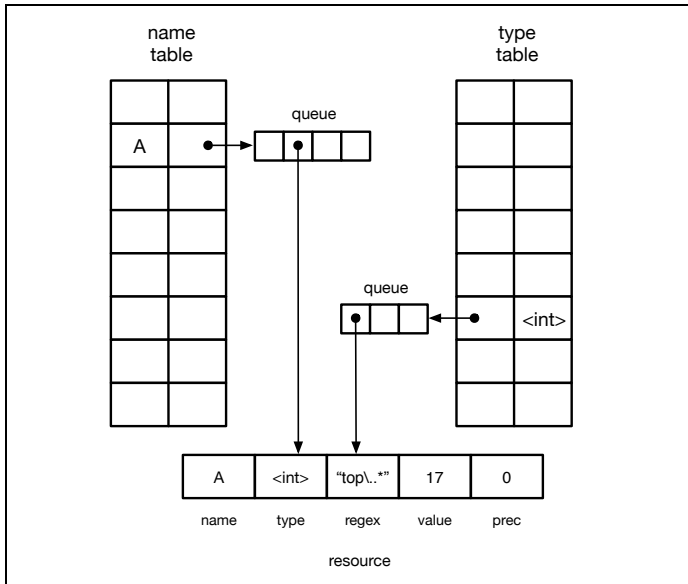 name
table
type
table
queue
A
queue
<int>
A <int> “top\..*” 17 0
name type regex value prec
resource